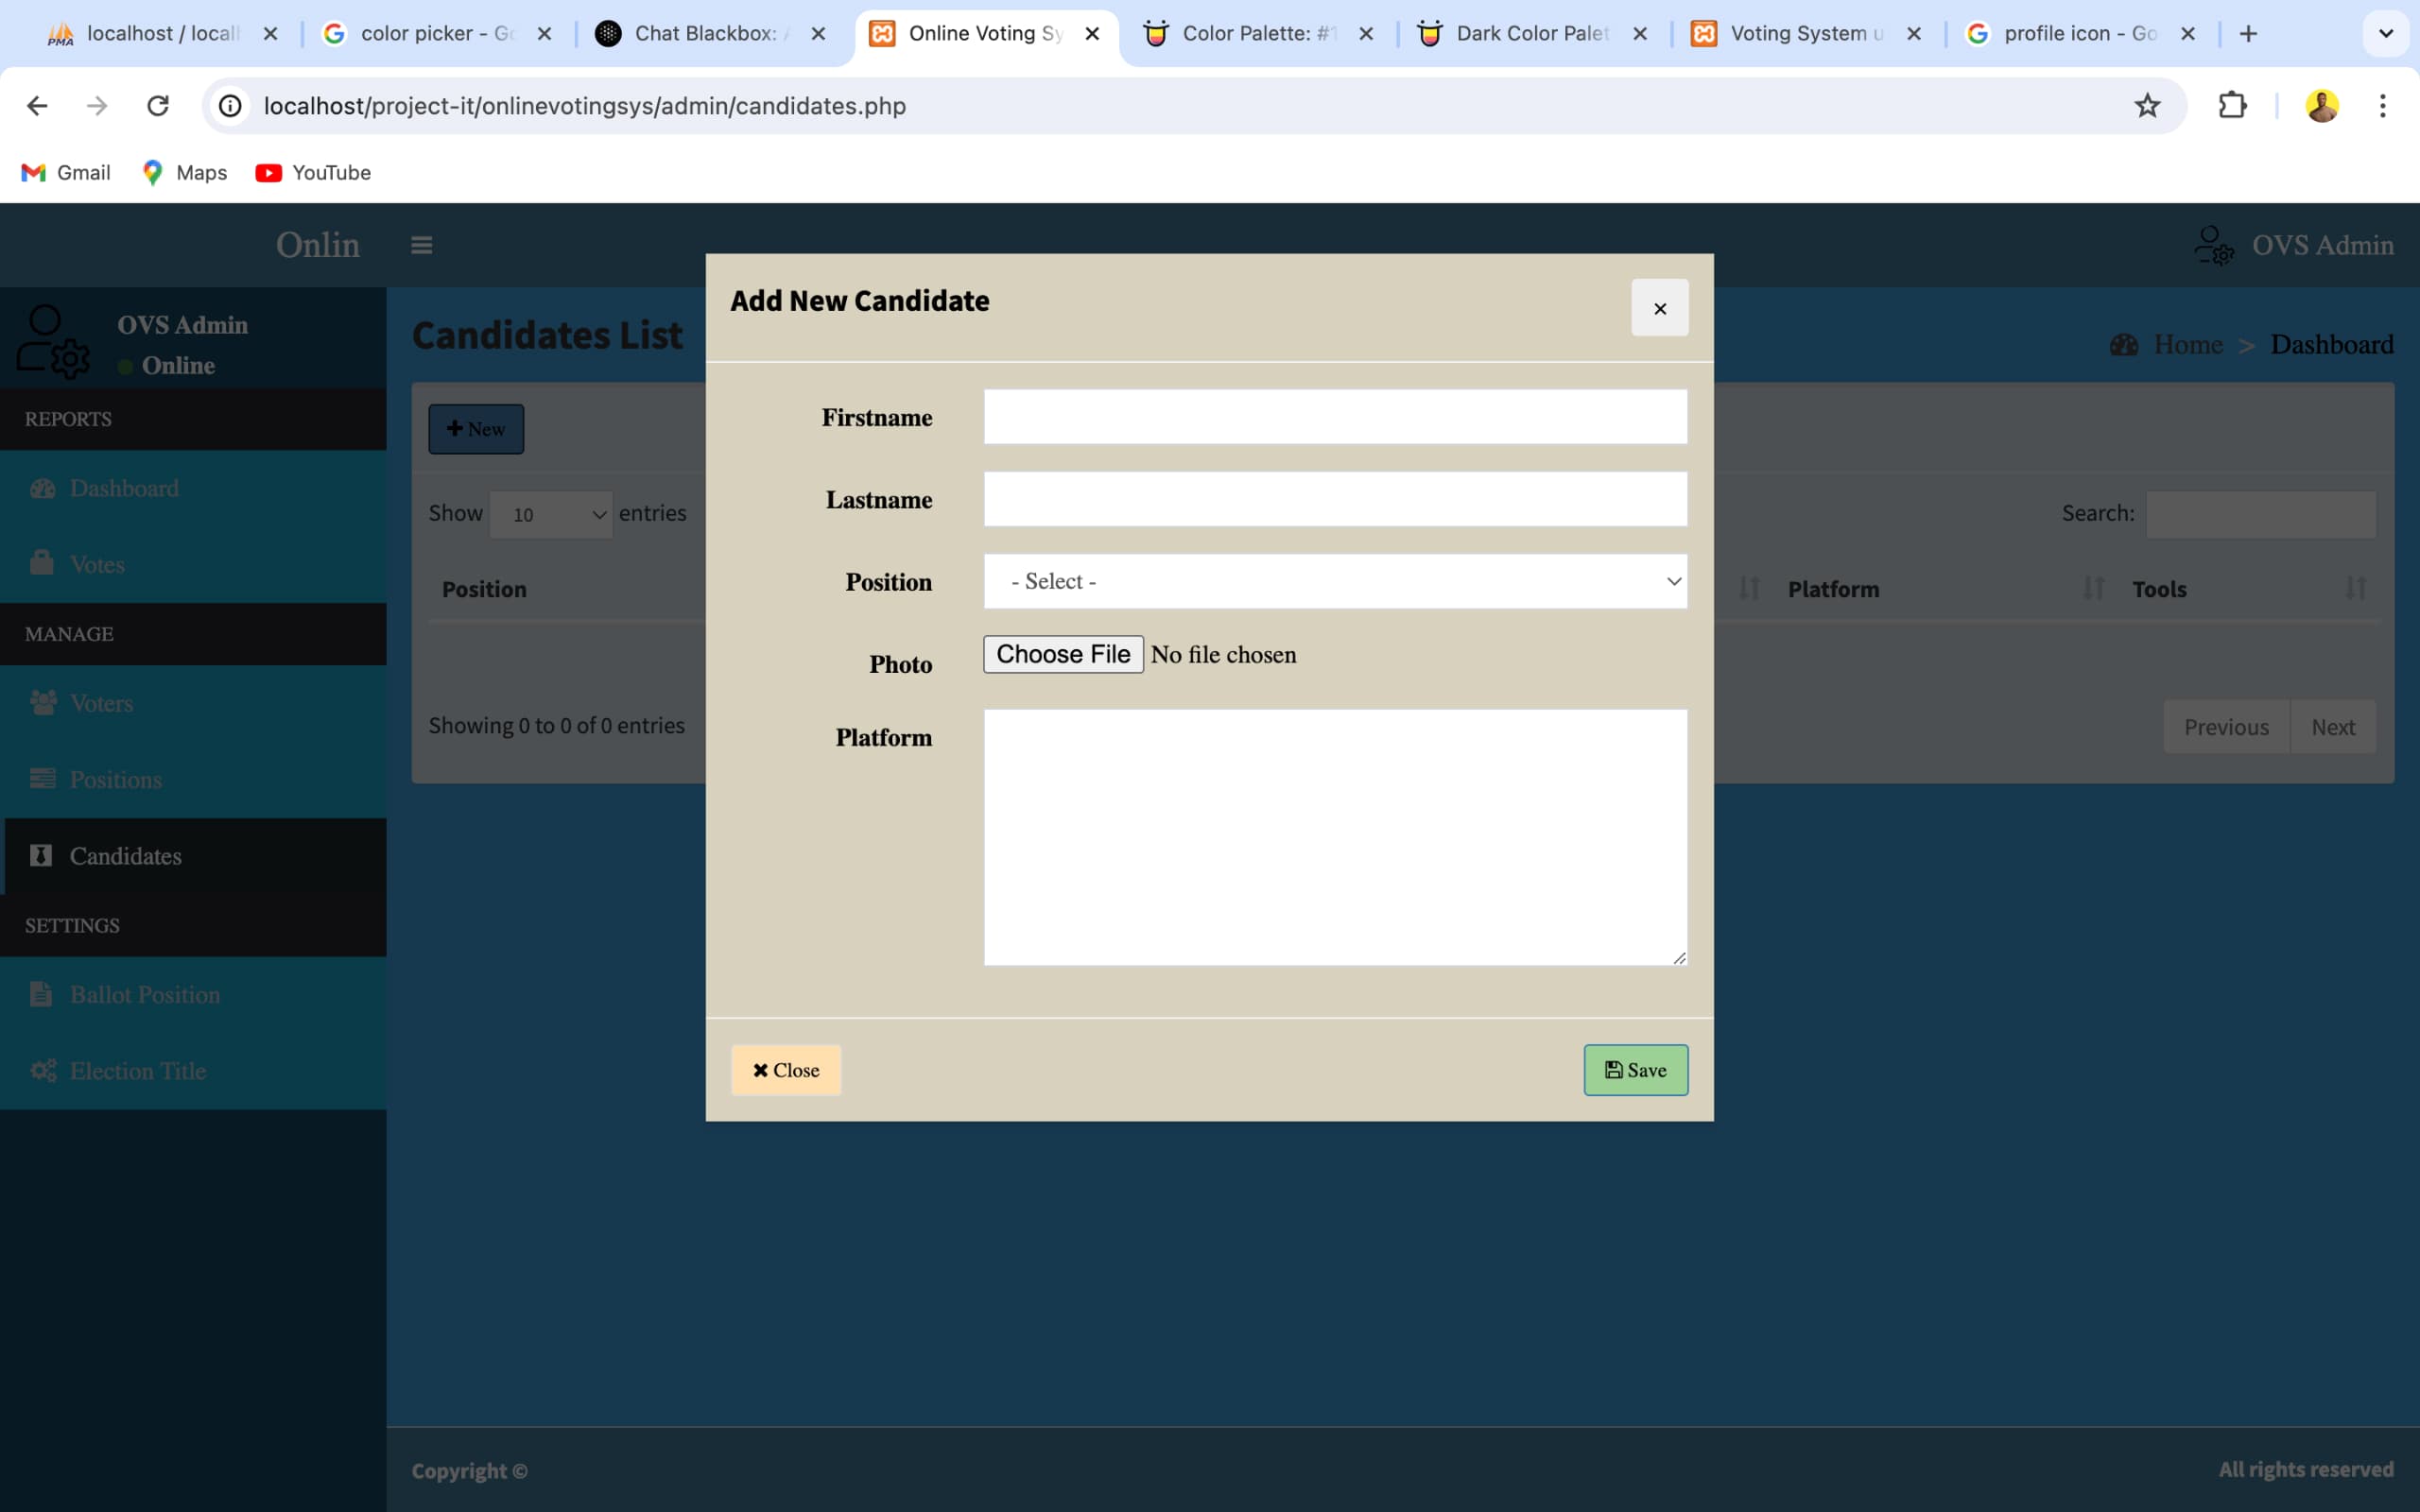 localhost / local
color picker - Go
Chat Blackbox: A
Online Voting Sy
Color Palette: #1
Dark Color Palet
Voting System u
profile icon - Go
localhost/project-it/onlinevotingsys/admin/candidates.php
Gmail
Maps
YouTube
Onlin
OVS Admin
OVS Admin
Online
REPORTS
Dashboard
Votes
MANAGE
Voters
Positions
Candidates
SETTINGS
Ballot Position
Election Title
Candidates List
Home > Dashboard
+ New
Show 10 entries
Search:
Position
Platform
Tools
Showing 0 to 0 of 0 entries
Previous
Next
Add New Candidate
×
Firstname
Lastname
Position
- Select -
Photo
Choose File No file chosen
Platform
Close
Save
Copyright ©
All rights reserved